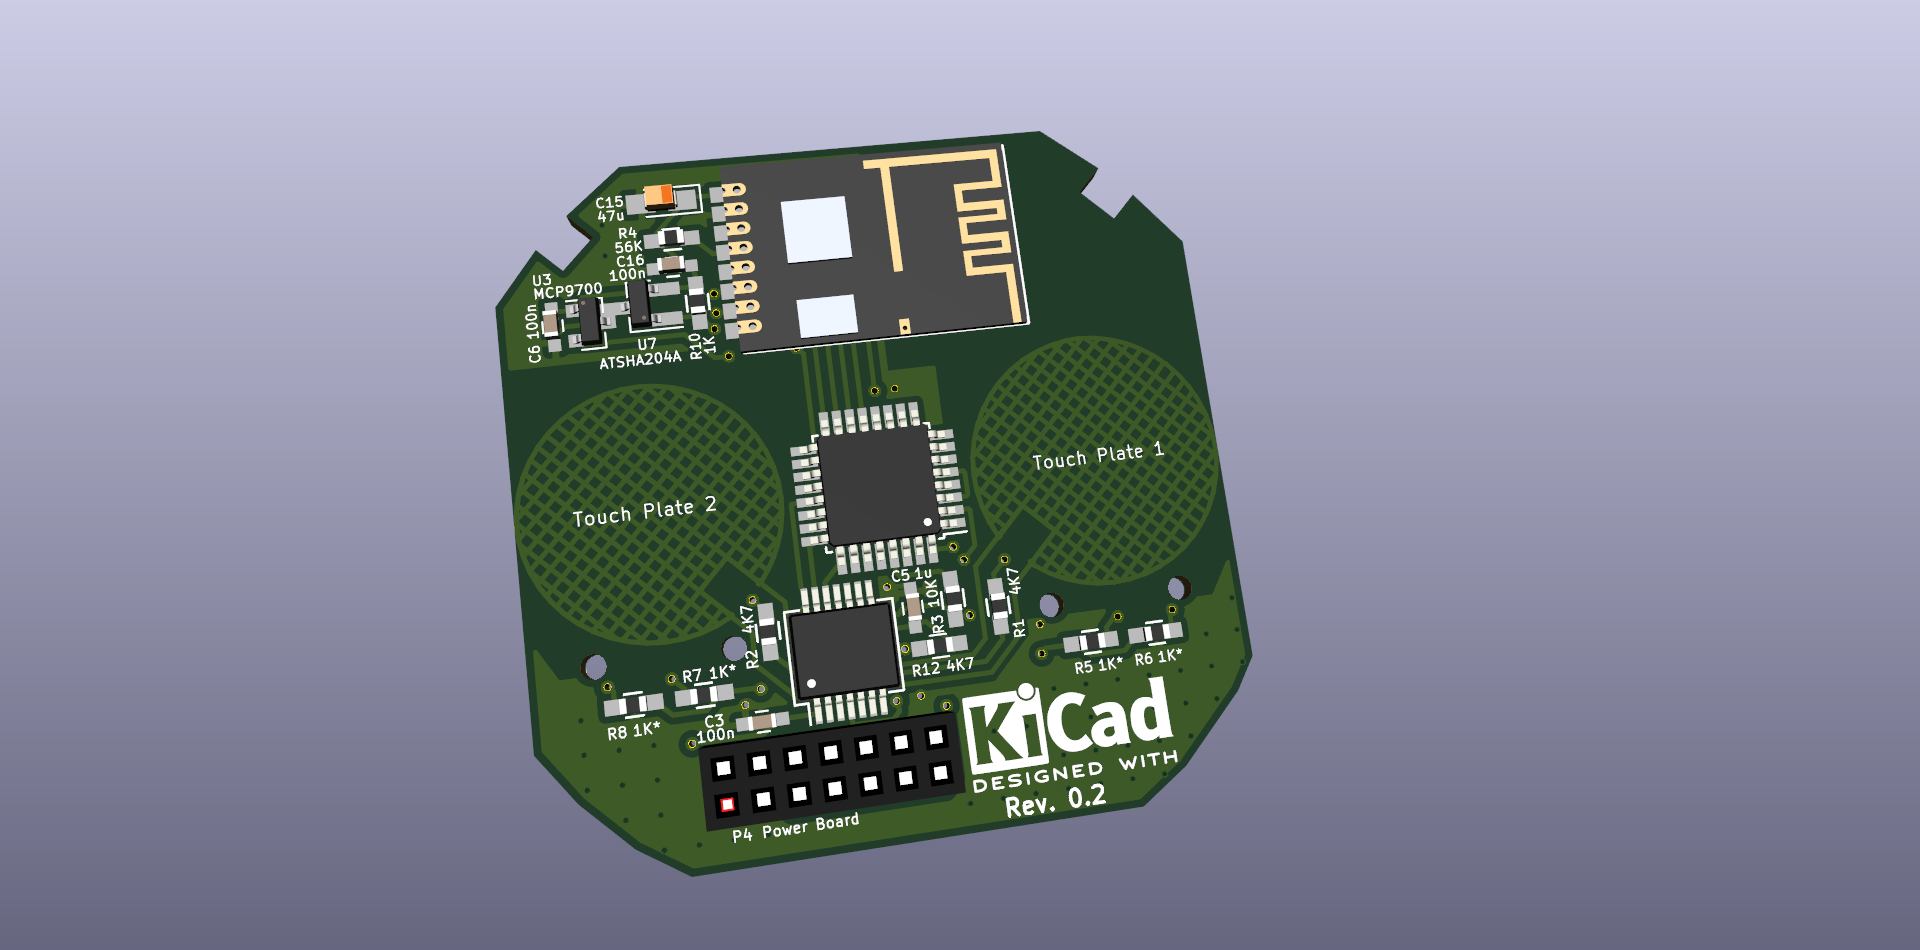 C15
47u
R4
56K
C16
100n
U3
MCP9700
C6 100n
U7
ATSHA204A
R10
1K
Touch Plate 1
Touch Plate 2
C5 1u
R3 10K
R1 4K7
R2 4K7
R12 4K7
R5 1K*
R6 1K*
R7 1K*
R8 1K*
C3
100n
KiCad
DESIGNED WITH
Rev. 0.2
P4 Power Board